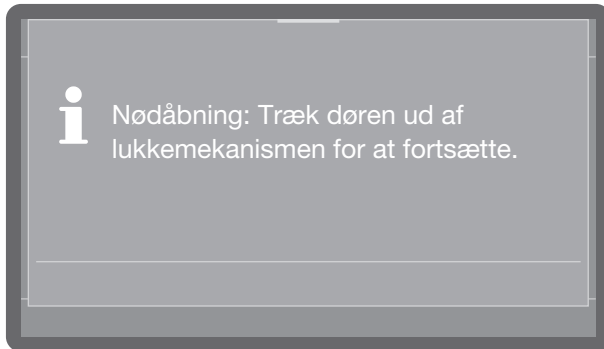 Nødåbning: Træk døren ud af
lukkemekanismen for at fortsætte.